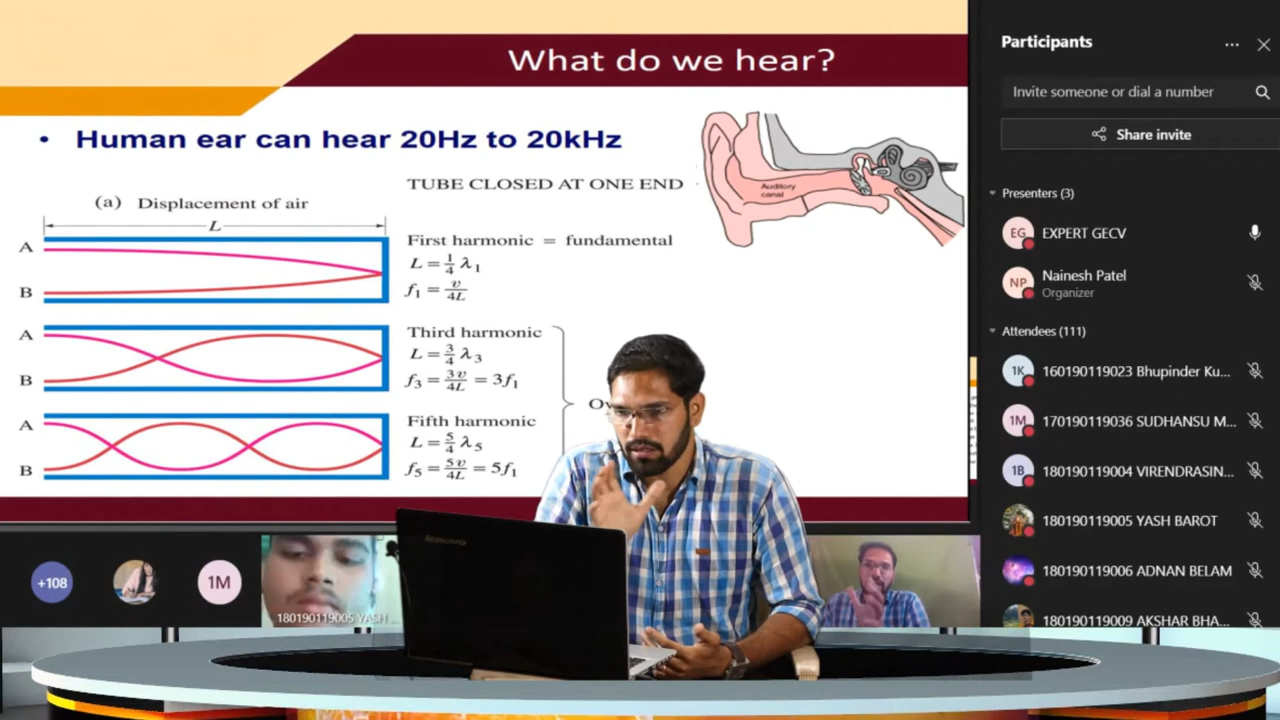 What do we hear?
• Human ear can hear 20Hz to 20kHz
TUBE CLOSED AT ONE END
Auditory
canal
(a) Displacement of air
L
A
B
First harmonic = fundamental
L = 1/4 λ1
f1 = v/4L
A
B
Third harmonic
L = 3/4 λ3
f3 = 3v/4L = 3f1
A
B
Fifth harmonic
L = 5/4 λ5
f5 = 5v/4L = 5f1
+108
1M
180190119005 YASH ...
Participants
Invite someone or dial a number
Share invite
Presenters (3)
EG
EXPERT GECV
NP
Nainesh Patel
Organizer
Attendees (111)
1K
160190119023 Bhupinder Ku...
1M
170190119036 SUDHANSU M...
1B
180190119004 VIRENDRASIN...
180190119005 YASH BAROT
180190119006 ADNAN BELAM
180190119009 AKSHAR BHA...